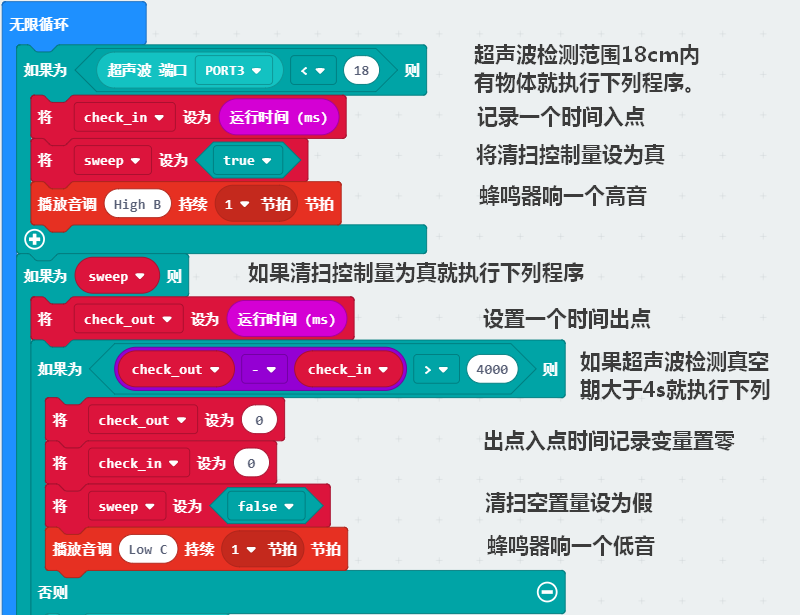 无限循环
如果为 超声波 端口 PORT3 < 18 则
超声波检测范围18cm内
有物体就执行下列程序。
将 check_in 设为 运行时间 (ms)
记录一个时间入点
将 sweep 设为 true
将清扫控制量设为真
播放音调 High B 持续 1 节拍 节拍
蜂鸣器响一个高音
如果为 sweep 则
如果清扫控制量为真就执行下列程序
将 check_out 设为 运行时间 (ms)
设置一个时间出点
如果为 check_out - check_in > 4000 则
如果超声波检测真空
期大于4s就执行下列
将 check_out 设为 0
将 check_in 设为 0
出点入点时间记录变量置零
将 sweep 设为 false
清扫空置量设为假
播放音调 Low C 持续 1 节拍 节拍
蜂鸣器响一个低音
否则